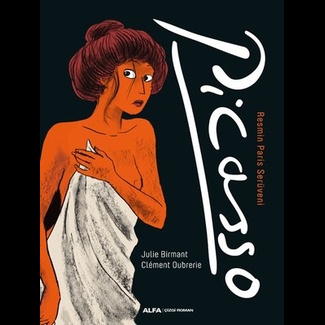 Picasso
Resmin Paris Serüveni
Julie Birmant
Clément Oubrerie
ALFA ÇİZGİ ROMAN